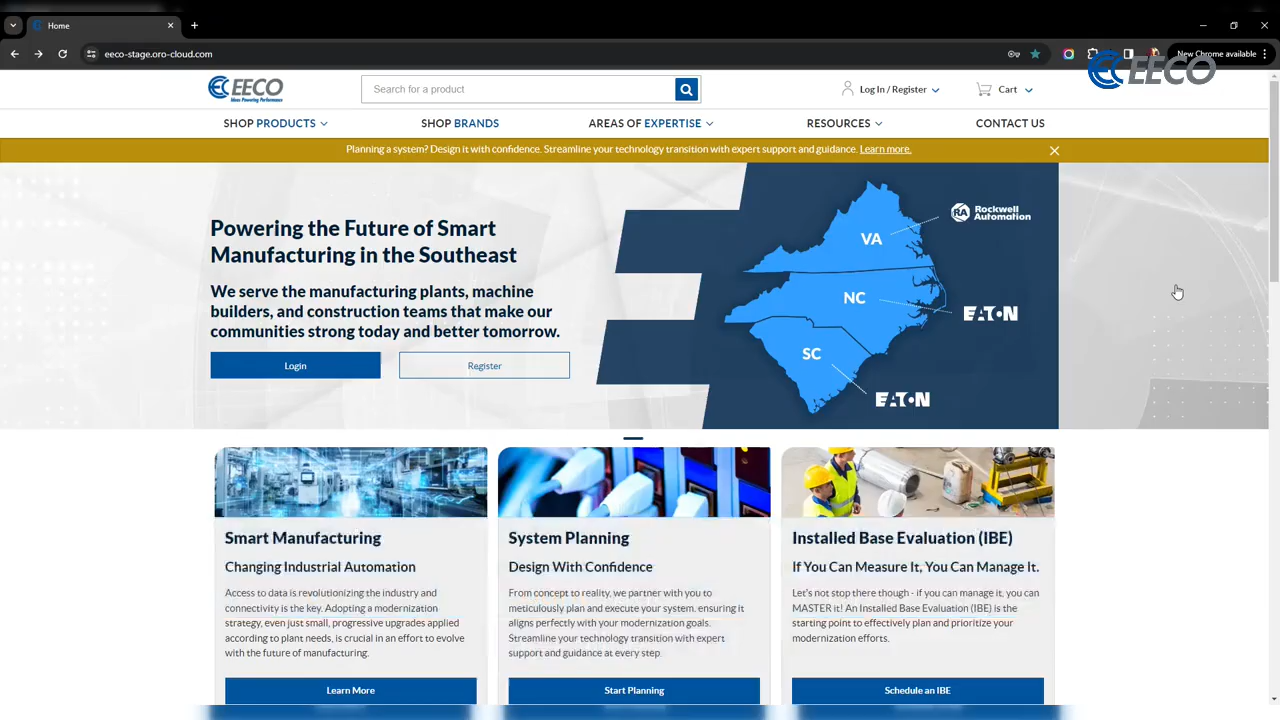 Home
eeco-stage.oro-cloud.com
New Chrome available
EECO
EECO
Ideas Powering Performance
Search for a product
Log In / Register
Cart
SHOP PRODUCTS
SHOP BRANDS
AREAS OF EXPERTISE
RESOURCES
CONTACT US
Planning a system? Design it with confidence. Streamline your technology transition with expert support and guidance. Learn more.
Powering the Future of Smart
Manufacturing in the Southeast
We serve the manufacturing plants, machine
builders, and construction teams that make our
communities strong today and better tomorrow.
Login
Register
VA
NC
SC
RA
Rockwell
Automation
EATON
EATON
Smart Manufacturing
Changing Industrial Automation
Access to data is revolutionizing the industry and
connectivity is the key. Adopting a modernization
strategy, even just small, progressive upgrades applied
according to plant needs, is crucial in an effort to evolve
with the future of manufacturing.
Learn More
System Planning
Design With Confidence
From concept to reality, we partner with you to
meticulously plan and execute your system, ensuring it
aligns perfectly with your modernization goals.
Streamline your technology transition with expert
support and guidance at every step.
Start Planning
Installed Base Evaluation (IBE)
If You Can Measure It, You Can Manage It.
Let's not stop there though - if you can manage it, you can
MASTER it! An Installed Base Evaluation (IBE) is the
starting point to effectively plan and prioritize your
modernization efforts.
Schedule an IBE